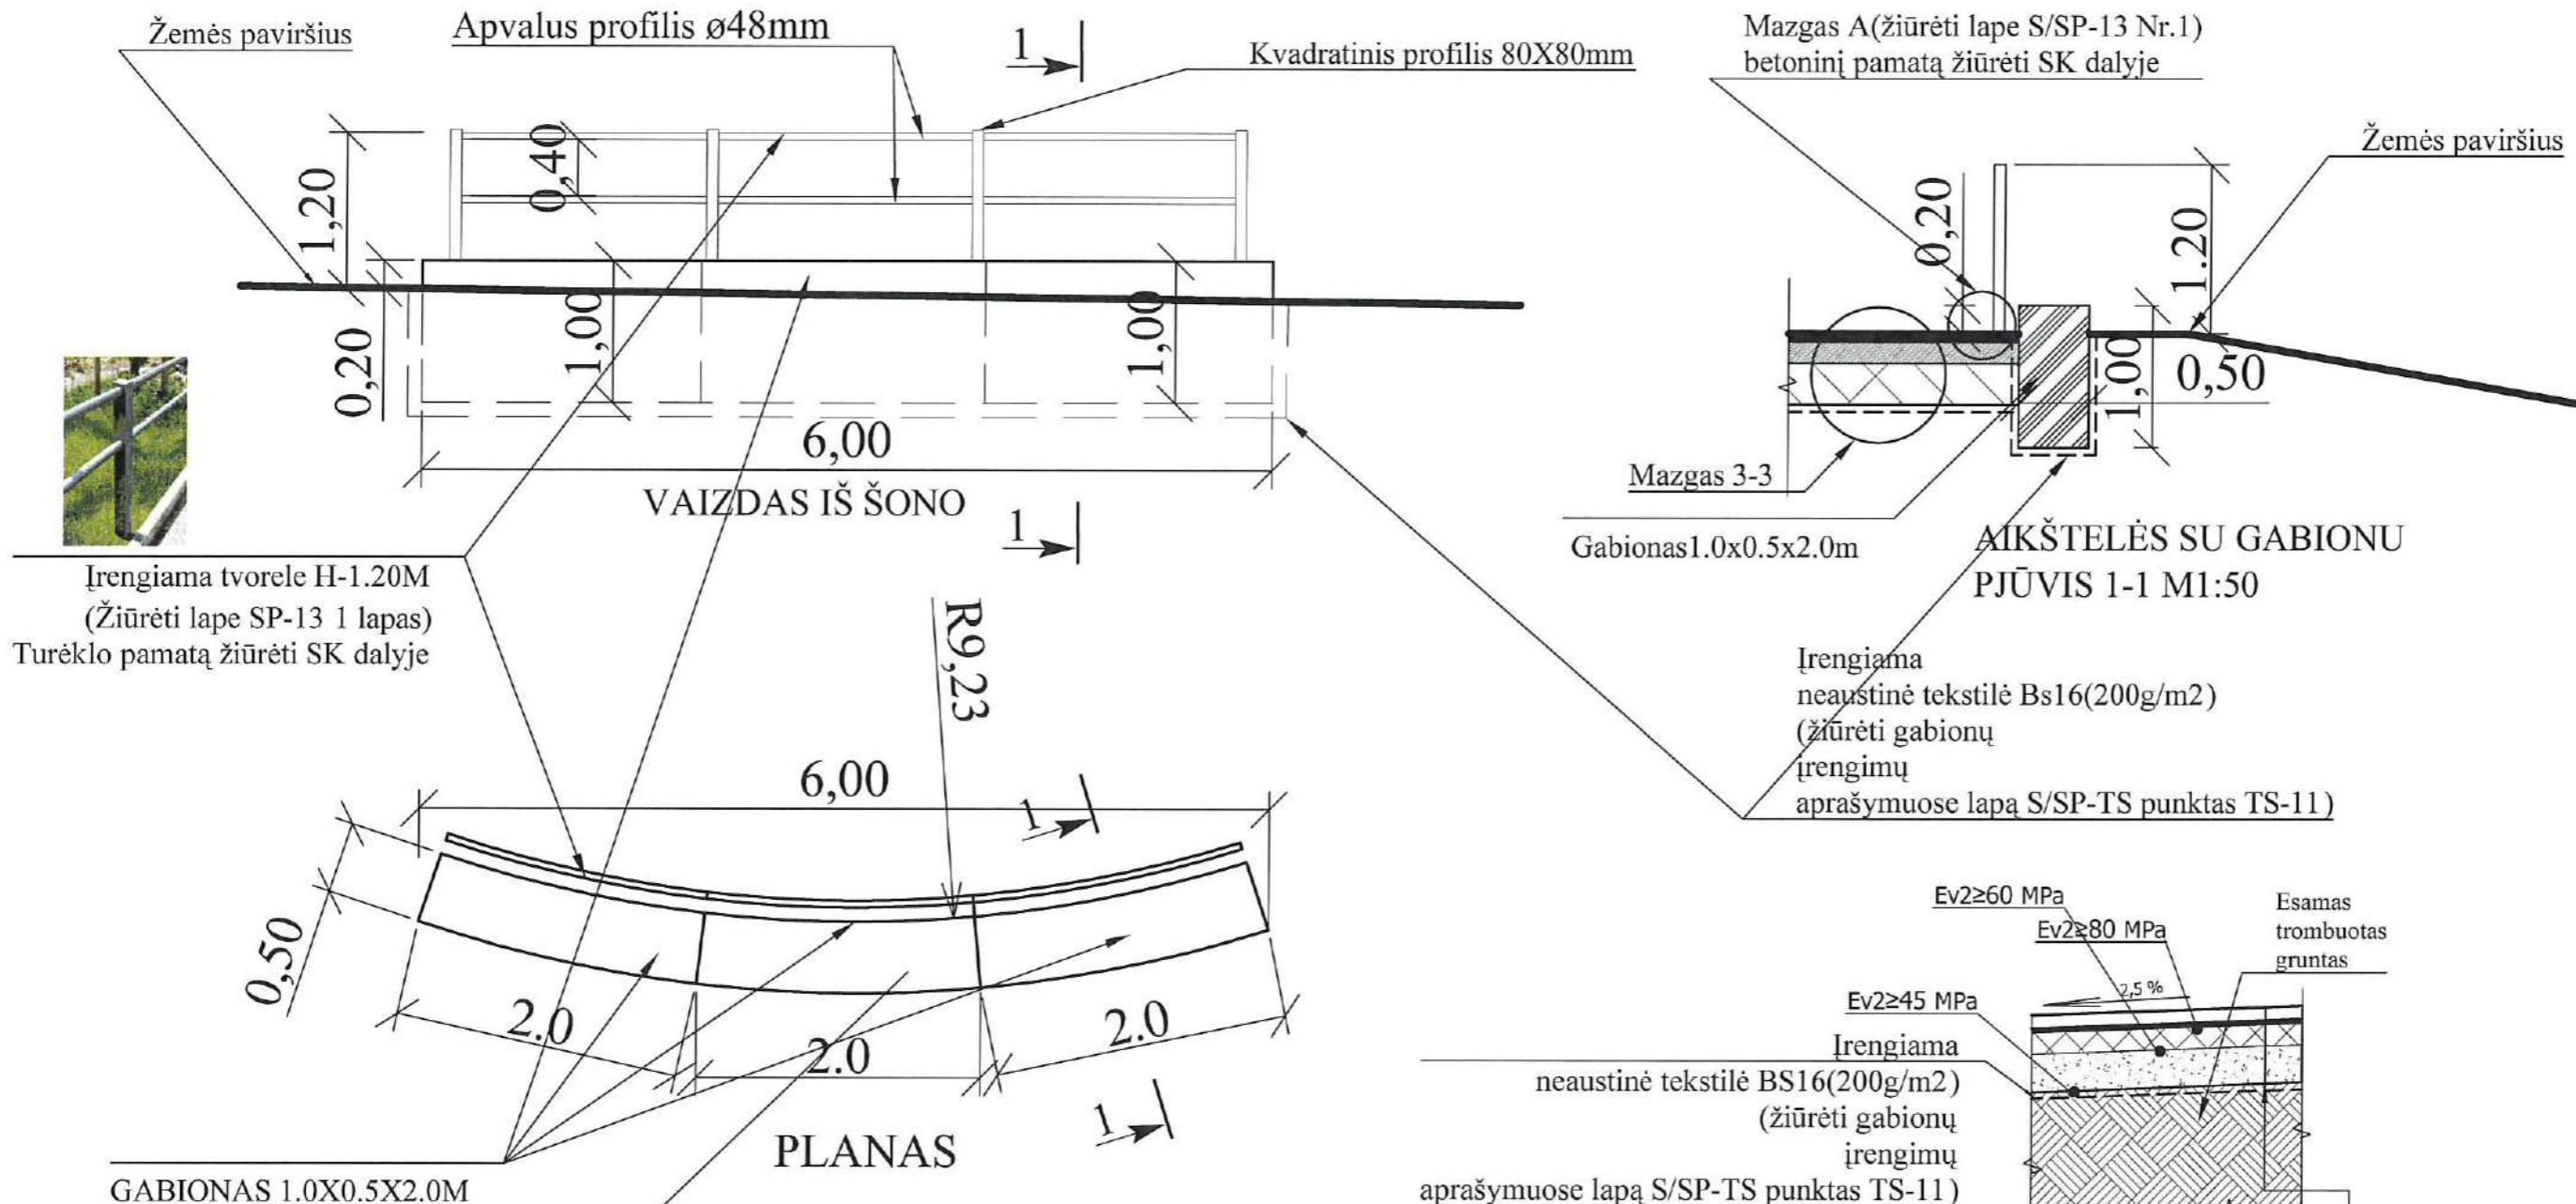 Žemės paviršius
Apvalus profilis ø48mm
1
Kvadratinis profilis 80X80mm
1,20
0,40
0,20
1,00
1,00
6,00
VAIZDAS IŠ ŠONO
1
Įrengiama tvorele H-1.20M
(Žiūrėti lape SP-13 1 lapas)
Turėklo pamatą žiūrėti SK dalyje
Mazgas A(žiūrėti lape S/SP-13 Nr.1)
betoninį pamatą žiūrėti SK dalyje
Žemės paviršius
0,20
1.20
1,00
0,50
Mazgas 3-3
Gabionas1.0x0.5x2.0m
AIKŠTELĖS SU GABIONU
PJŪVIS 1-1 M1:50
Įrengiama
neaustinė tekstilė Bs16(200g/m2)
(žiūrėti gabionų
įrengimų
aprašymuose lapą S/SP-TS punktas TS-11)
R9,23
6,00
1
0,50
2.0
2.0
2.0
1
PLANAS
GABIONAS 1.0X0.5X2.0M
Ev2≥60 MPa
Ev2≥80 MPa
Esamas
trombuotas
gruntas
2,5 %
Ev2≥45 MPa
Įrengiama
neaustinė tekstilė BS16(200g/m2)
(žiūrėti gabionų
įrengimų
aprašymuose lapą S/SP-TS punktas TS-11)